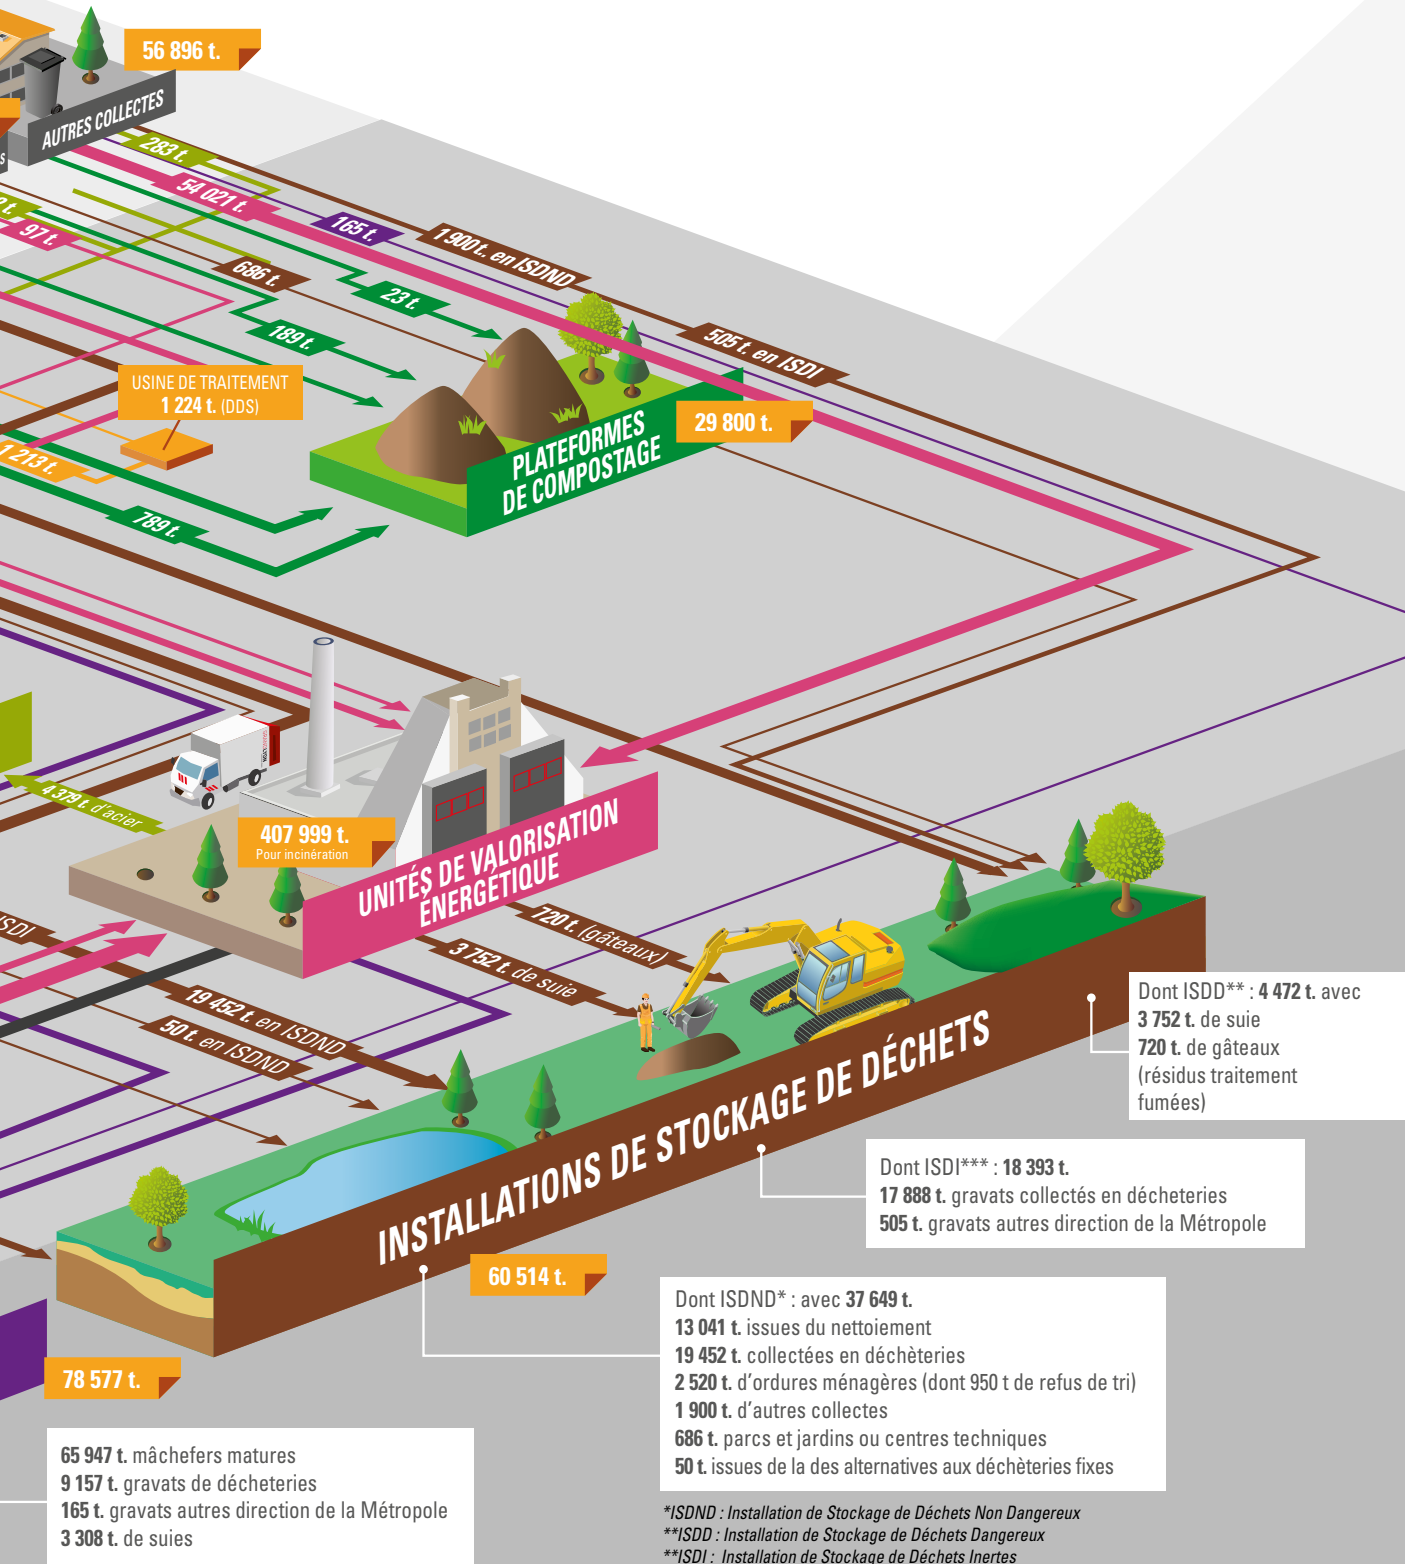 56 896 t.
AUTRES COLLECTES
283 t.
54 021 t.
165 t.
1 900 t. en ISDND
97 t.
686 t.
23 t.
505 t. en ISDI
189 t.
USINE DE TRAITEMENT
1 224 t. (DDS)
29 800 t.
PLATEFORMES
DE COMPOSTAGE
1 213 t.
789 t.
4 379 t. d'acier
407 999 t.
Pour incinération
UNITÉS DE VALORISATION
ÉNERGÉTIQUE
720 t. (gâteaux)
3 752 t. de suie
19 452 t. en ISDND
50 t. en ISDND
INSTALLATIONS DE STOCKAGE DE DÉCHETS
Dont ISDD** : 4 472 t. avec
3 752 t. de suie
720 t. de gâteaux
(résidus traitement
fumées)
Dont ISDI*** : 18 393 t.
17 888 t. gravats collectés en décheteries
505 t. gravats autres direction de la Métropole
60 514 t.
Dont ISDND* : avec 37 649 t.
13 041 t. issues du nettoiement
19 452 t. collectées en déchèteries
2 520 t. d'ordures ménagères (dont 950 t de refus de tri)
1 900 t. d'autres collectes
686 t. parcs et jardins ou centres techniques
50 t. issues de la des alternatives aux déchèteries fixes
78 577 t.
65 947 t. mâchefers matures
9 157 t. gravats de décheteries
165 t. gravats autres direction de la Métropole
3 308 t. de suies
*ISDND : Installation de Stockage de Déchets Non Dangereux
**ISDD : Installation de Stockage de Déchets Dangereux
**ISDI : Installation de Stockage de Déchets Inertes